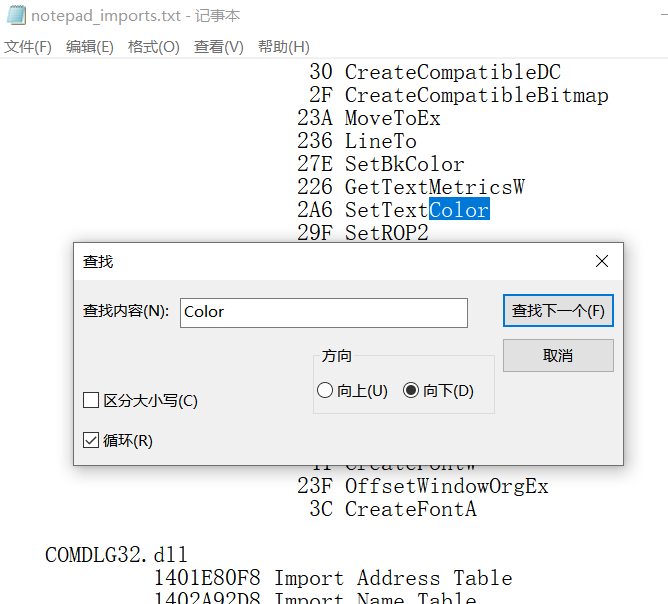 notepad_imports.txt - 记事本
文件(F) 编辑(E) 格式(O) 查看(V) 帮助(H)
30 CreateCompatibleDC
2F CreateCompatibleBitmap
23A MoveToEx
236 LineTo
27E SetBkColor
226 GetTextMetricsW
2A6 SetTextColor
29F SetROP2
查找
查找内容(N): Color 查找下一个(F)
方向 取消
向上(U) 向下(D)
区分大小写(C)
循环(R)
CreateFontW
23F OffsetWindowOrgEx
3C CreateFontA
COMDLG32.dll
1401E80F8 Import Address Table
1402A92D8 Import Name Table